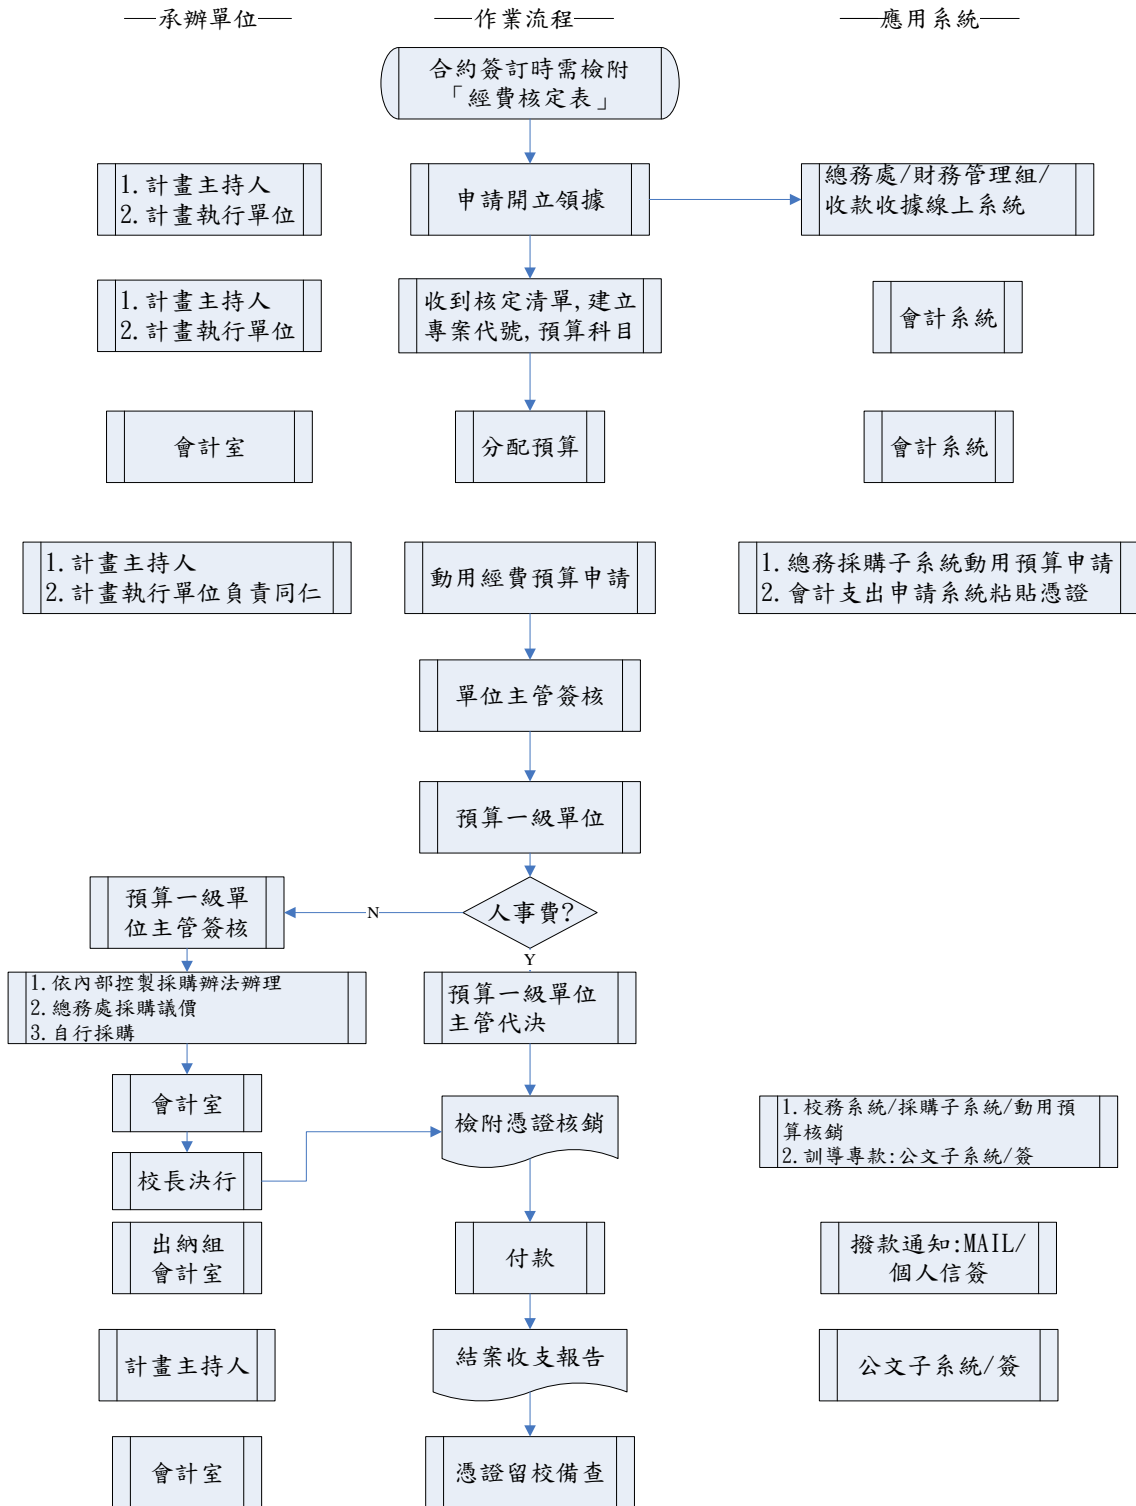 承辦單位
作業流程
應用系統
合約簽訂時需檢附
「經費核定表」
1.計畫主持人
2.計畫執行單位
申請開立領據
總務處/財務管理組/
收款收據線上系統
1.計畫主持人
2.計畫執行單位
收到核定清單,建立
專案代號,預算科目
會計系統
會計室
分配預算
會計系統
1.計畫主持人
2.計畫執行單位負責同仁
動用經費預算申請
1.總務採購子系統動用預算申請
2.會計支出申請系統粘貼憑證
單位主管簽核
預算一級單位
預算一級單
位主管簽核
N
人事費?
Y
1.依內部控製採購辦法辦理
2.總務處採購議價
3.自行採購
預算一級單位
主管代決
會計室
檢附憑證核銷
1.校務系統/採購子系統/動用預
算核銷
2.訓導專款:公文子系統/簽
校長決行
出納組
會計室
付款
撥款通知:MAIL/
個人信簽
計畫主持人
結案收支報告
公文子系統/簽
會計室
憑證留校備查